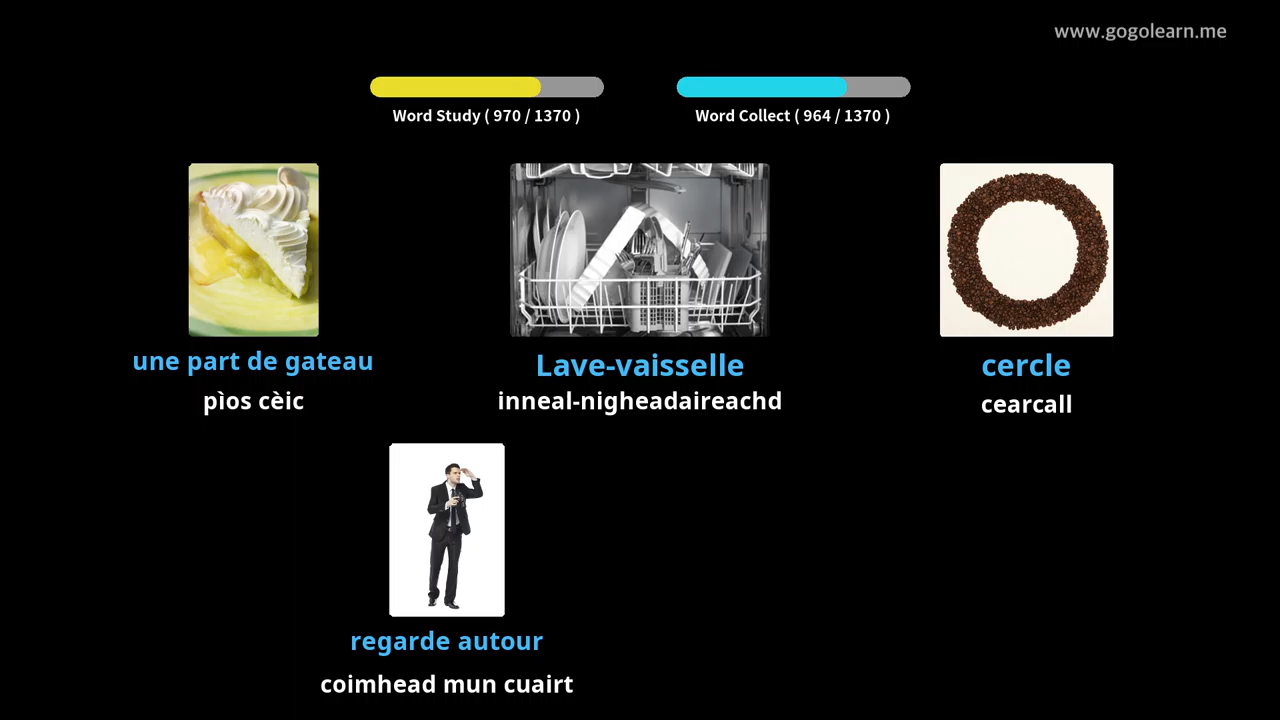 www.gogolearn.me
Word Study ( 970 / 1370 )
Word Collect ( 964 / 1370 )
une part de gateau
pìos cèic
Lave-vaisselle
inneal-nigheadaireachd
cercle
cearcall
regarde autour
coimhead mun cuairt